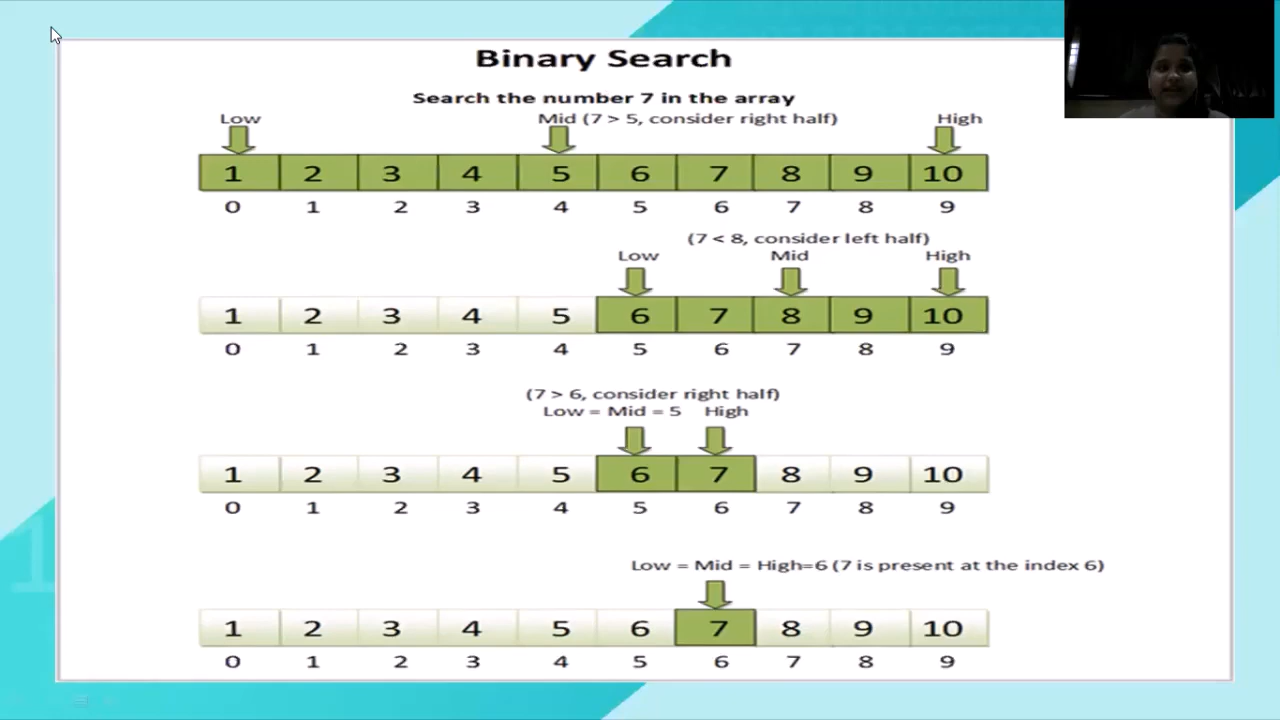 Binary Search
Search the number 7 in the array
Low Mid (7 > 5, consider right half) High
1 2 3 4 5 6 7 8 9 10
0 1 2 3 4 5 6 7 8 9
(7 < 8, consider left half)
Low Mid High
1 2 3 4 5 6 7 8 9 10
0 1 2 3 4 5 6 7 8 9
(7 > 6, consider right half)
Low = Mid = 5 High
1 2 3 4 5 6 7 8 9 10
0 1 2 3 4 5 6 7 8 9
Low = Mid = High=6 (7 is present at the index 6)
1 2 3 4 5 6 7 8 9 10
0 1 2 3 4 5 6 7 8 9